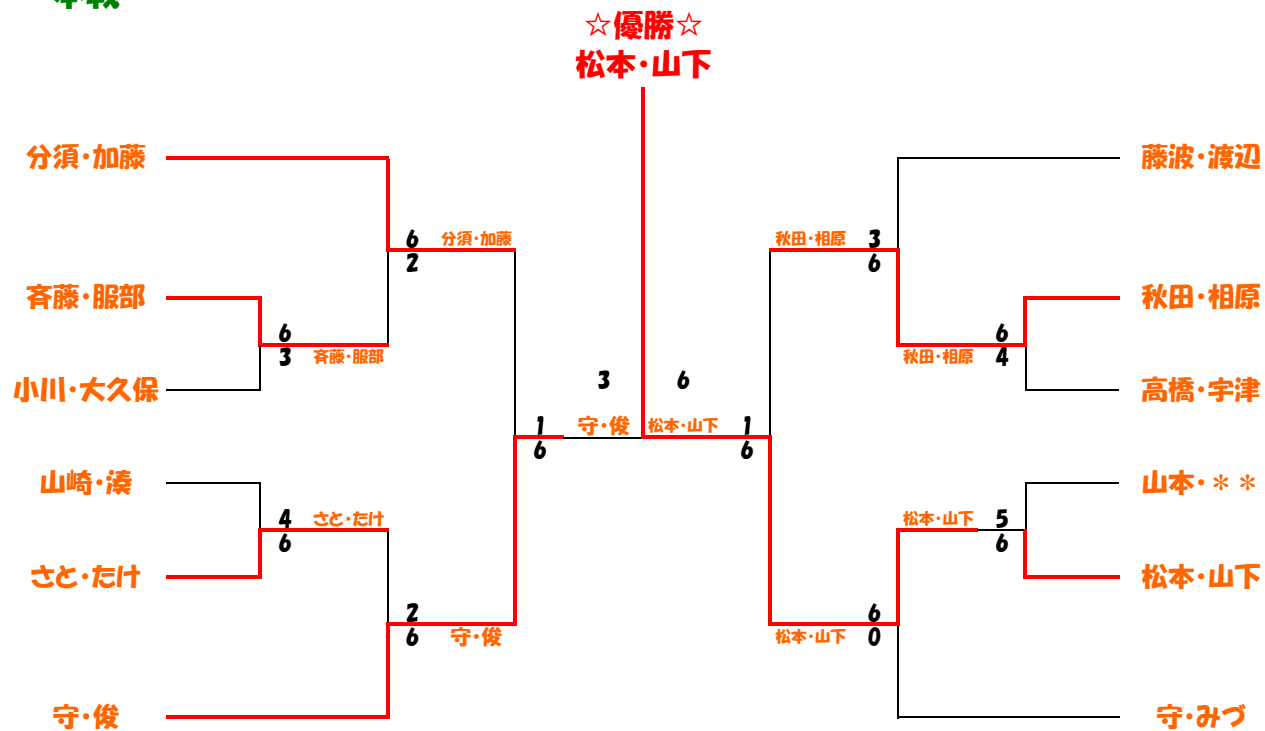 ☆優勝☆
松本・山下
分須・加藤
藤波・渡辺
6 分須・加藤
2
秋田・相原 3
6
斉藤・服部
秋田・相原
6
3 斉藤・服部
6
秋田・相原 4
小川・大久保
高橋・宇津
3 6
1 守・俊
6
松本・山下 1
6
山崎・湊
山本・＊＊
4 さと・たけ
6
松本・山下 5
6
さと・たけ
松本・山下
2
6 守・俊
6
松本・山下 0
守・俊
守・みづ